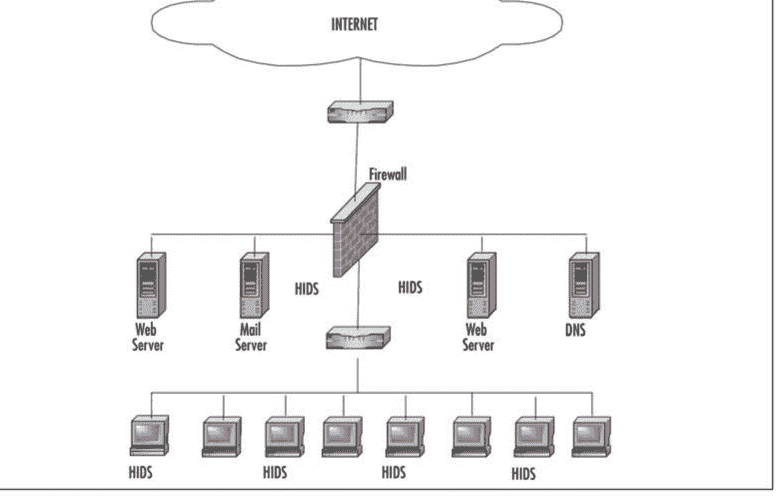 INTERNET
Firewall
HIDS
HIDS
Web
Server
Mail
Server
Web
Server
DNS
HIDS
HIDS
HIDS
HIDS